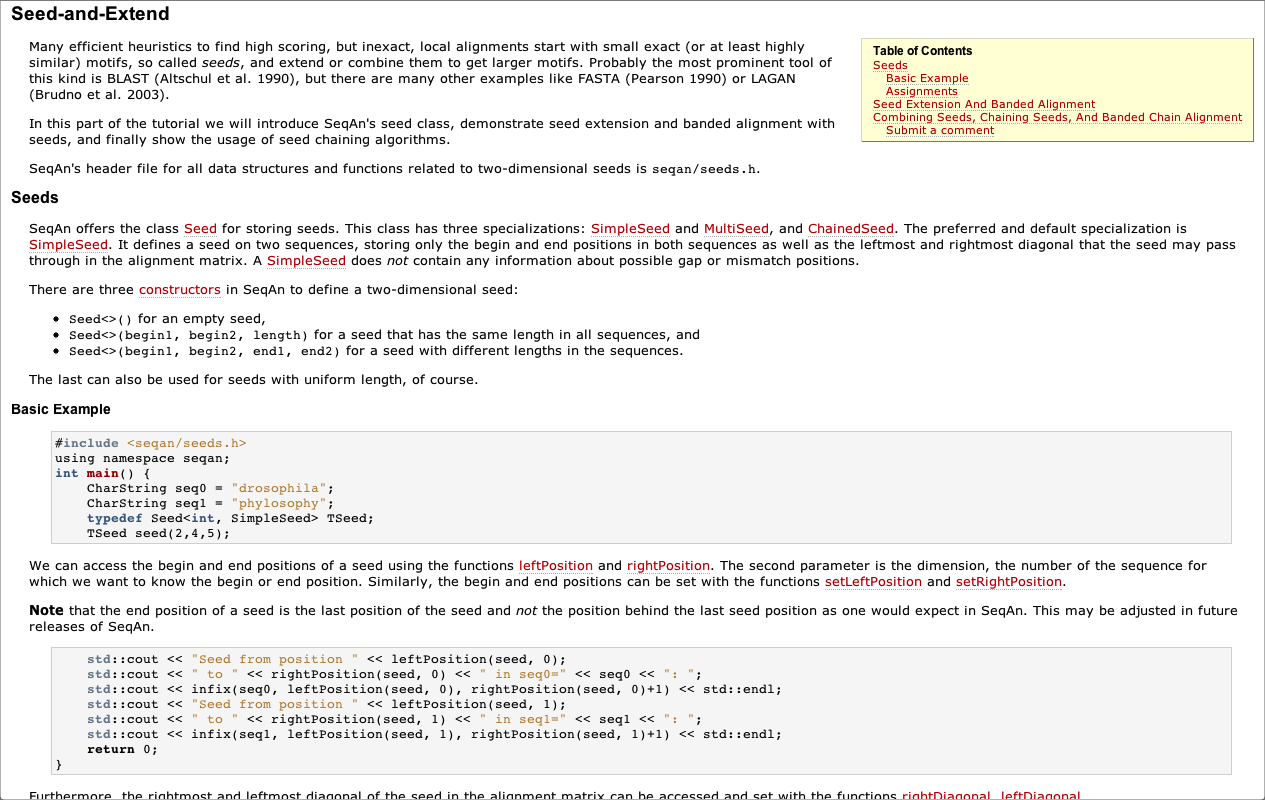 Seed-and-Extend
Many efficient heuristics to find high scoring, but inexact, local alignments start with small exact (or at least highly
similar) motifs, so called seeds, and extend or combine them to get larger motifs. Probably the most prominent tool of
this kind is BLAST (Altschul et al. 1990), but there are many other examples like FASTA (Pearson 1990) or LAGAN
(Brudno et al. 2003).
In this part of the tutorial we will introduce SeqAn's seed class, demonstrate seed extension and banded alignment with
seeds, and finally show the usage of seed chaining algorithms.
SeqAn's header file for all data structures and functions related to two-dimensional seeds is seqan/seeds.h.
Table of Contents
Seeds
Basic Example
Assignments
Seed Extension And Banded Alignment
Combining Seeds, Chaining Seeds, And Banded Chain Alignment
Submit a comment
Seeds
SeqAn offers the class Seed for storing seeds. This class has three specializations: SimpleSeed and MultiSeed, and ChainedSeed. The preferred and default specialization is
SimpleSeed. It defines a seed on two sequences, storing only the begin and end positions in both sequences as well as the leftmost and rightmost diagonal that the seed may pass
through in the alignment matrix. A SimpleSeed does not contain any information about possible gap or mismatch positions.
There are three constructors in SeqAn to define a two-dimensional seed:
• Seed<>() for an empty seed,
• Seed<>(begin1, begin2, length) for a seed that has the same length in all sequences, and
• Seed<>(begin1, begin2, end1, end2) for a seed with different lengths in the sequences.
The last can also be used for seeds with uniform length, of course.
Basic Example
#include <seqan/seeds.h>
using namespace seqan;
int main() {
    CharString seq0 = "drosophila";
    CharString seq1 = "phylosophy";
    typedef Seed<int, SimpleSeed> TSeed;
    TSeed seed(2,4,5);
We can access the begin and end positions of a seed using the functions leftPosition and rightPosition. The second parameter is the dimension, the number of the sequence for
which we want to know the begin or end position. Similarly, the begin and end positions can be set with the functions setLeftPosition and setRightPosition.
Note that the end position of a seed is the last position of the seed and not the position behind the last seed position as one would expect in SeqAn. This may be adjusted in future
releases of SeqAn.
    std::cout << "Seed from position " << leftPosition(seed, 0);
    std::cout << " to " << rightPosition(seed, 0) << " in seq0=" << seq0 << ": ";
    std::cout << infix(seq0, leftPosition(seed, 0), rightPosition(seed, 0)+1) << std::endl;
    std::cout << "Seed from position " << leftPosition(seed, 1);
    std::cout << " to " << rightPosition(seed, 1) << " in seq1=" << seq1 << ": ";
    std::cout << infix(seq1, leftPosition(seed, 1), rightPosition(seed, 1)+1) << std::endl;
    return 0;
}
Furthermore, the rightmost and leftmost diagonal of the seed in the alignment matrix can be accessed and set with the functions rightDiagonal, leftDiagonal